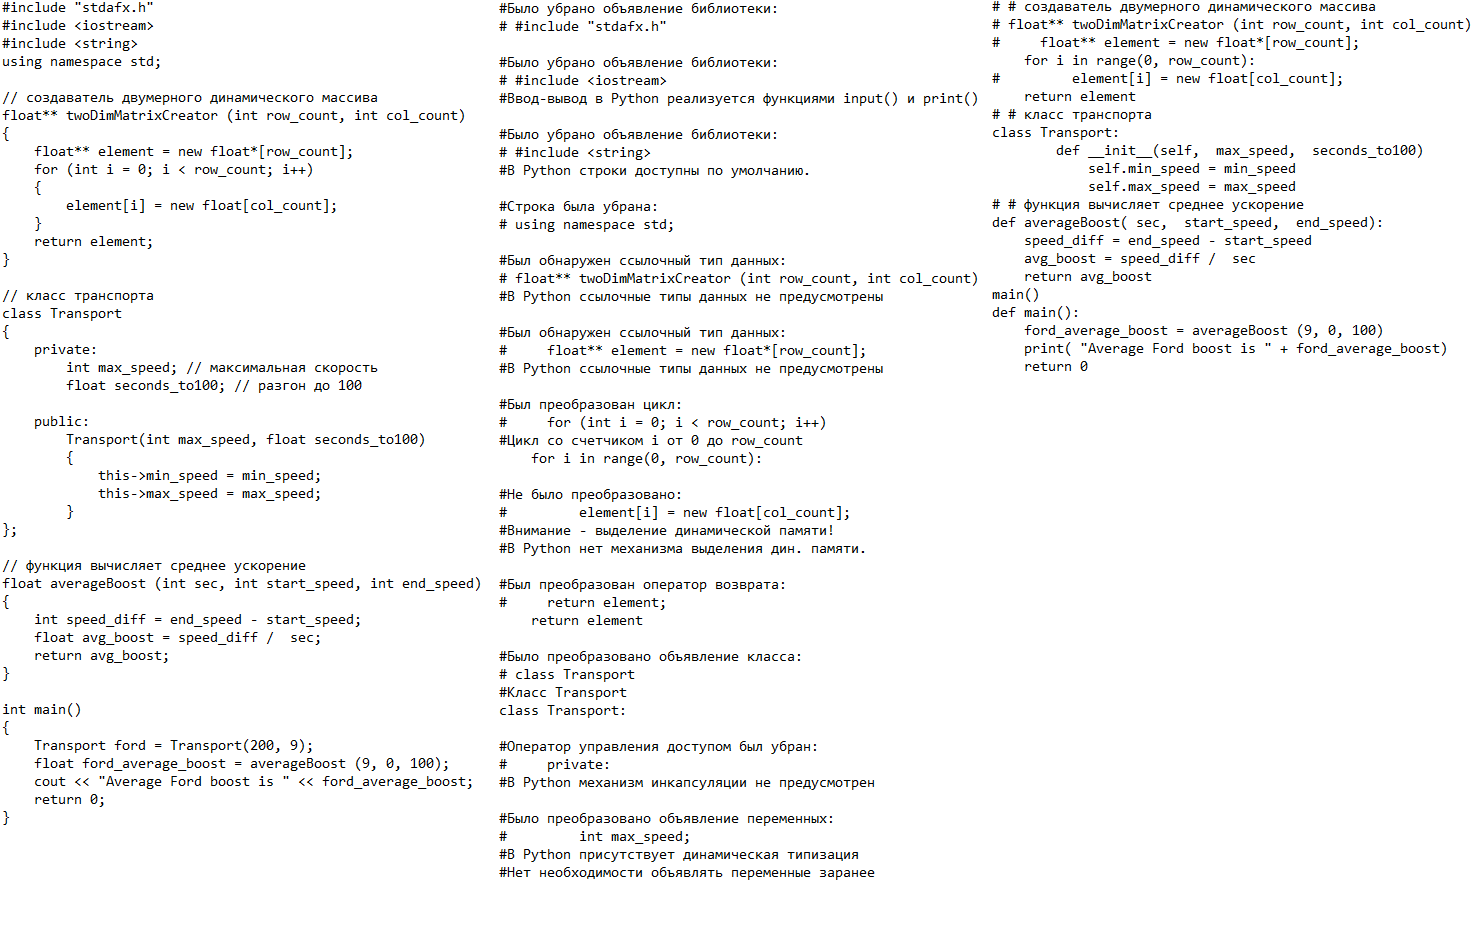 #include "stdafx.h"
#include <iostream>
#include <string>
using namespace std;

// создаватель двумерного динамического массива
float** twoDimMatrixCreator (int row_count, int col_count)
{
    float** element = new float*[row_count];
    for (int i = 0; i < row_count; i++)
    {
        element[i] = new float[col_count];
    }
    return element;
}

// класс транспорта
class Transport
{
    private:
        int max_speed; // максимальная скорость
        float seconds_to100; // разгон до 100

    public:
        Transport(int max_speed, float seconds_to100)
        {
            this->min_speed = min_speed;
            this->max_speed = max_speed;
        }
};

// функция вычисляет среднее ускорение
float averageBoost (int sec, int start_speed, int end_speed)
{
    int speed_diff = end_speed - start_speed;
    float avg_boost = speed_diff /  sec;
    return avg_boost;
}

int main()
{
    Transport ford = Transport(200, 9);
    float ford_average_boost = averageBoost (9, 0, 100);
    cout << "Average Ford boost is " << ford_average_boost;
    return 0;
}

#Было убрано объявление библиотеки:
# #include "stdafx.h"

#Было убрано объявление библиотеки:
# #include <iostream>
#Ввод-вывод в Python реализуется функциями input() и print()

#Было убрано объявление библиотеки:
# #include <string>
#В Python строки доступны по умолчанию.

#Строка была убрана:
# using namespace std;

#Был обнаружен ссылочный тип данных:
# float** twoDimMatrixCreator (int row_count, int col_count)
#В Python ссылочные типы данных не предусмотрены

#Был обнаружен ссылочный тип данных:
#     float** element = new float*[row_count];
#В Python ссылочные типы данных не предусмотрены

#Был преобразован цикл:
#     for (int i = 0; i < row_count; i++)
#Цикл со счетчиком i от 0 до row_count
    for i in range(0, row_count):

#Не было преобразовано:
#         element[i] = new float[col_count];
#Внимание - выделение динамической памяти!
#В Python нет механизма выделения дин. памяти.

#Был преобразован оператор возврата:
#     return element;
    return element

#Было преобразовано объявление класса:
# class Transport
#Класс Transport
class Transport:

#Оператор управления доступом был убран:
#     private:
#В Python механизм инкапсуляции не предусмотрен

#Было преобразовано объявление переменных:
#         int max_speed;
#В Python присутствует динамическая типизация
#Нет необходимости объявлять переменные заранее

# # создаватель двумерного динамического массива
# float** twoDimMatrixCreator (int row_count, int col_count)
#     float** element = new float*[row_count];
    for i in range(0, row_count):
#         element[i] = new float[col_count];
    return element
# # класс транспорта
class Transport:
        def __init__(self,  max_speed,  seconds_to100)
            self.min_speed = min_speed
            self.max_speed = max_speed
# # функция вычисляет среднее ускорение
def averageBoost( sec,  start_speed,  end_speed):
    speed_diff = end_speed - start_speed
    avg_boost = speed_diff /  sec
    return avg_boost
main()
def main():
    ford_average_boost = averageBoost (9, 0, 100)
    print( "Average Ford boost is " + ford_average_boost)
    return 0